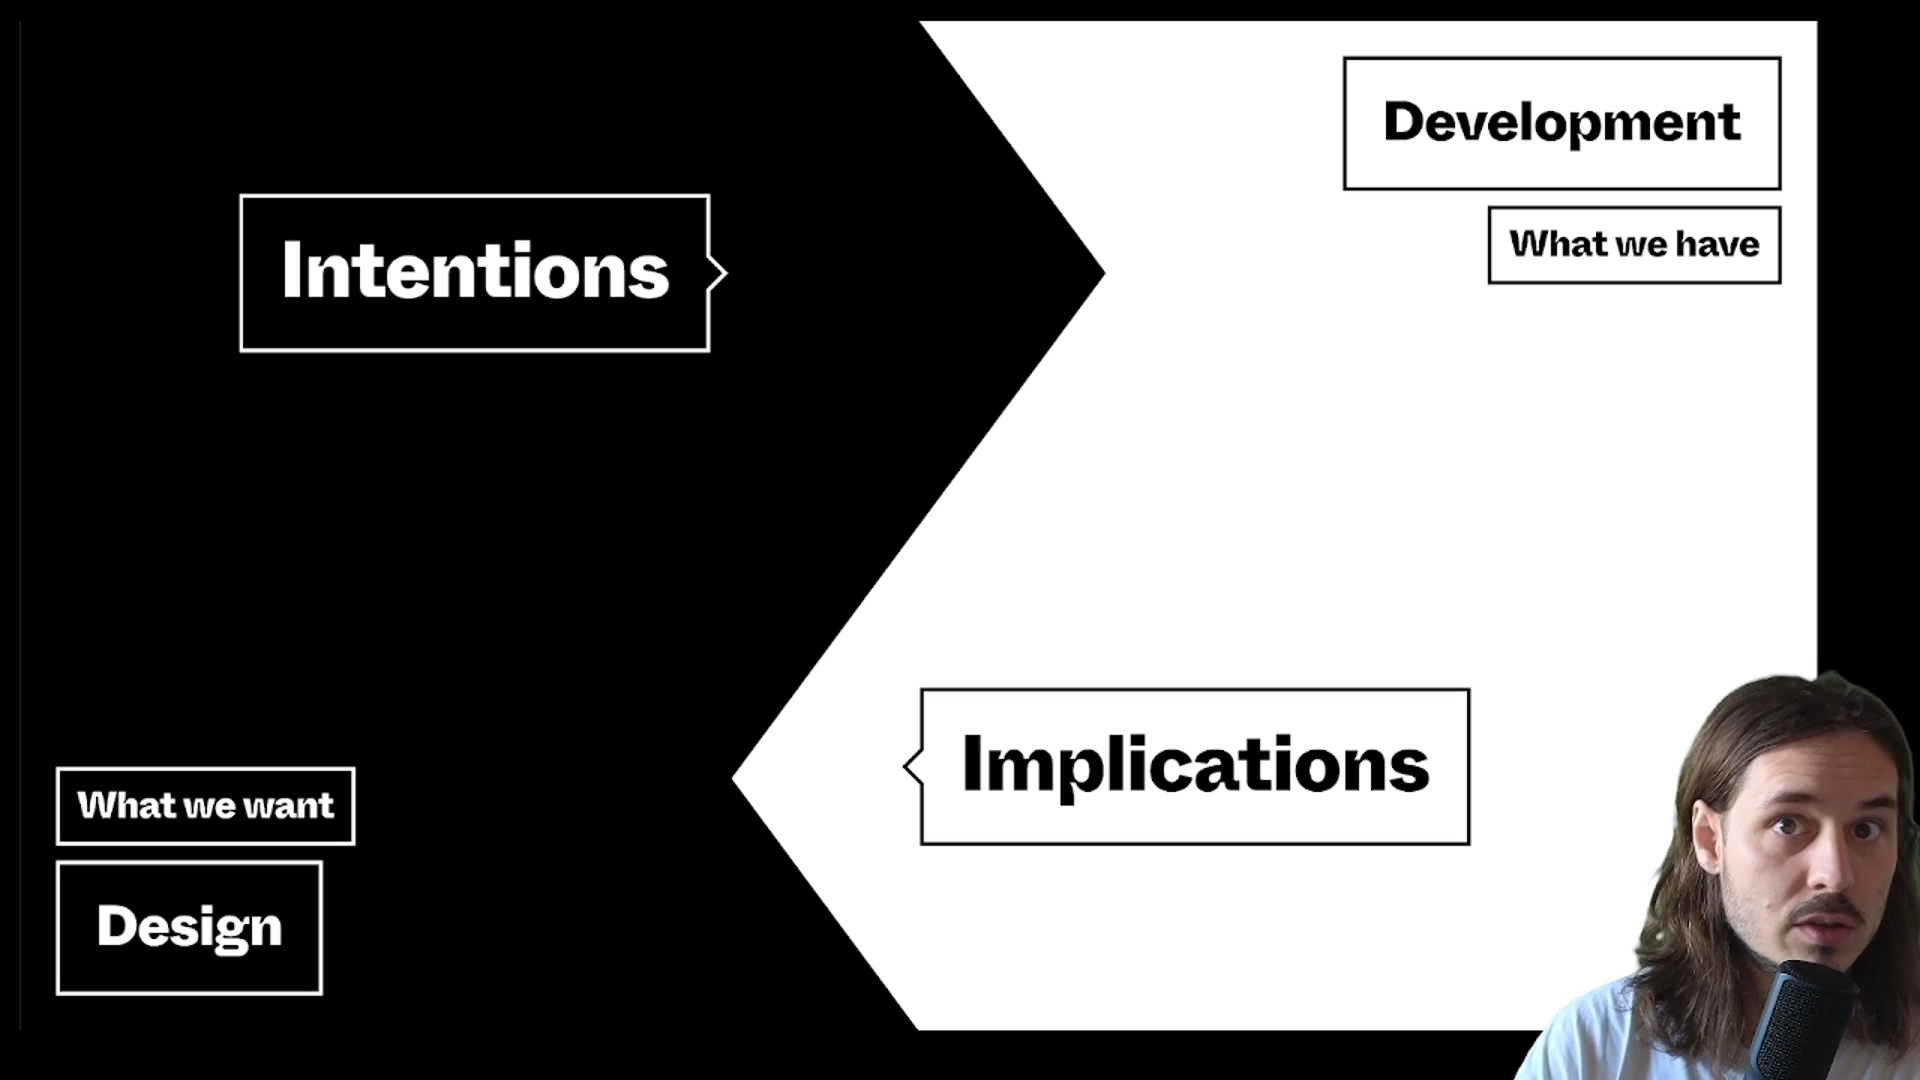 Development
What we have
Intentions
Implications
What we want
Design